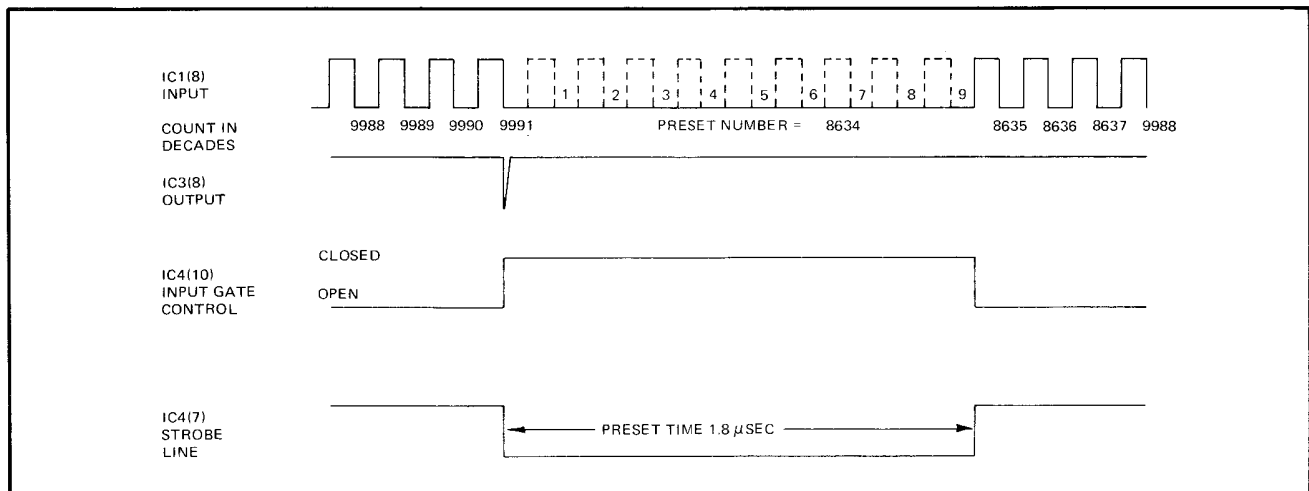 IC1(8)
INPUT
1 2 3 4 5 6 7 8 9
COUNT IN
DECADES
9988 9989 9990 9991 PRESET NUMBER = 8634 8635 8636 8637 9988
IC3(8)
OUTPUT
CLOSED
IC4(10)
INPUT GATE
CONTROL
OPEN
IC4(7)
STROBE
LINE
PRESET TIME 1.8 μSEC